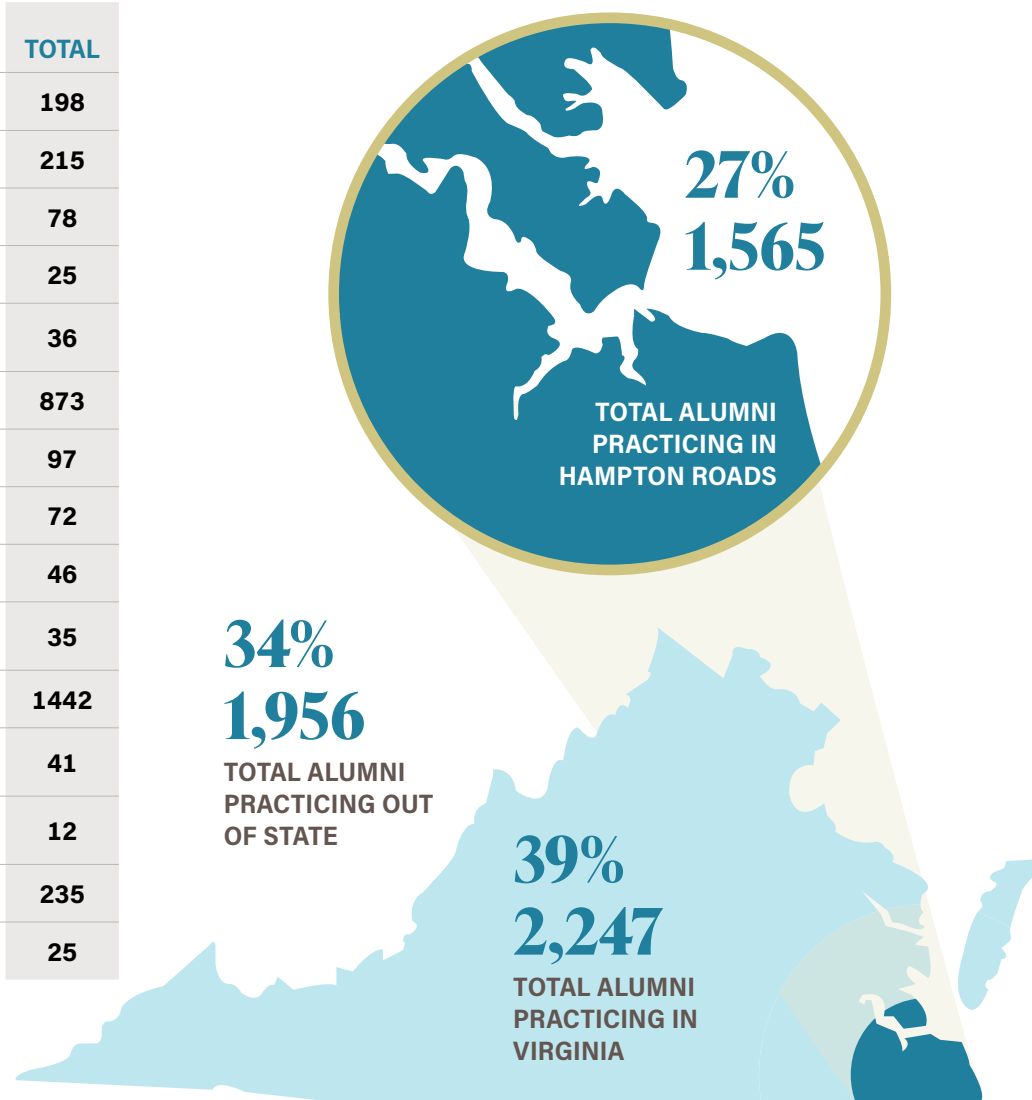 TOTAL
198
215
78
25
36
873
97
72
46
35
1442
41
12
235
25
27%
1,565
TOTAL ALUMNI
PRACTICING IN
HAMPTON ROADS
34%
1,956
TOTAL ALUMNI
PRACTICING OUT
OF STATE
39%
2,247
TOTAL ALUMNI
PRACTICING IN
VIRGINIA